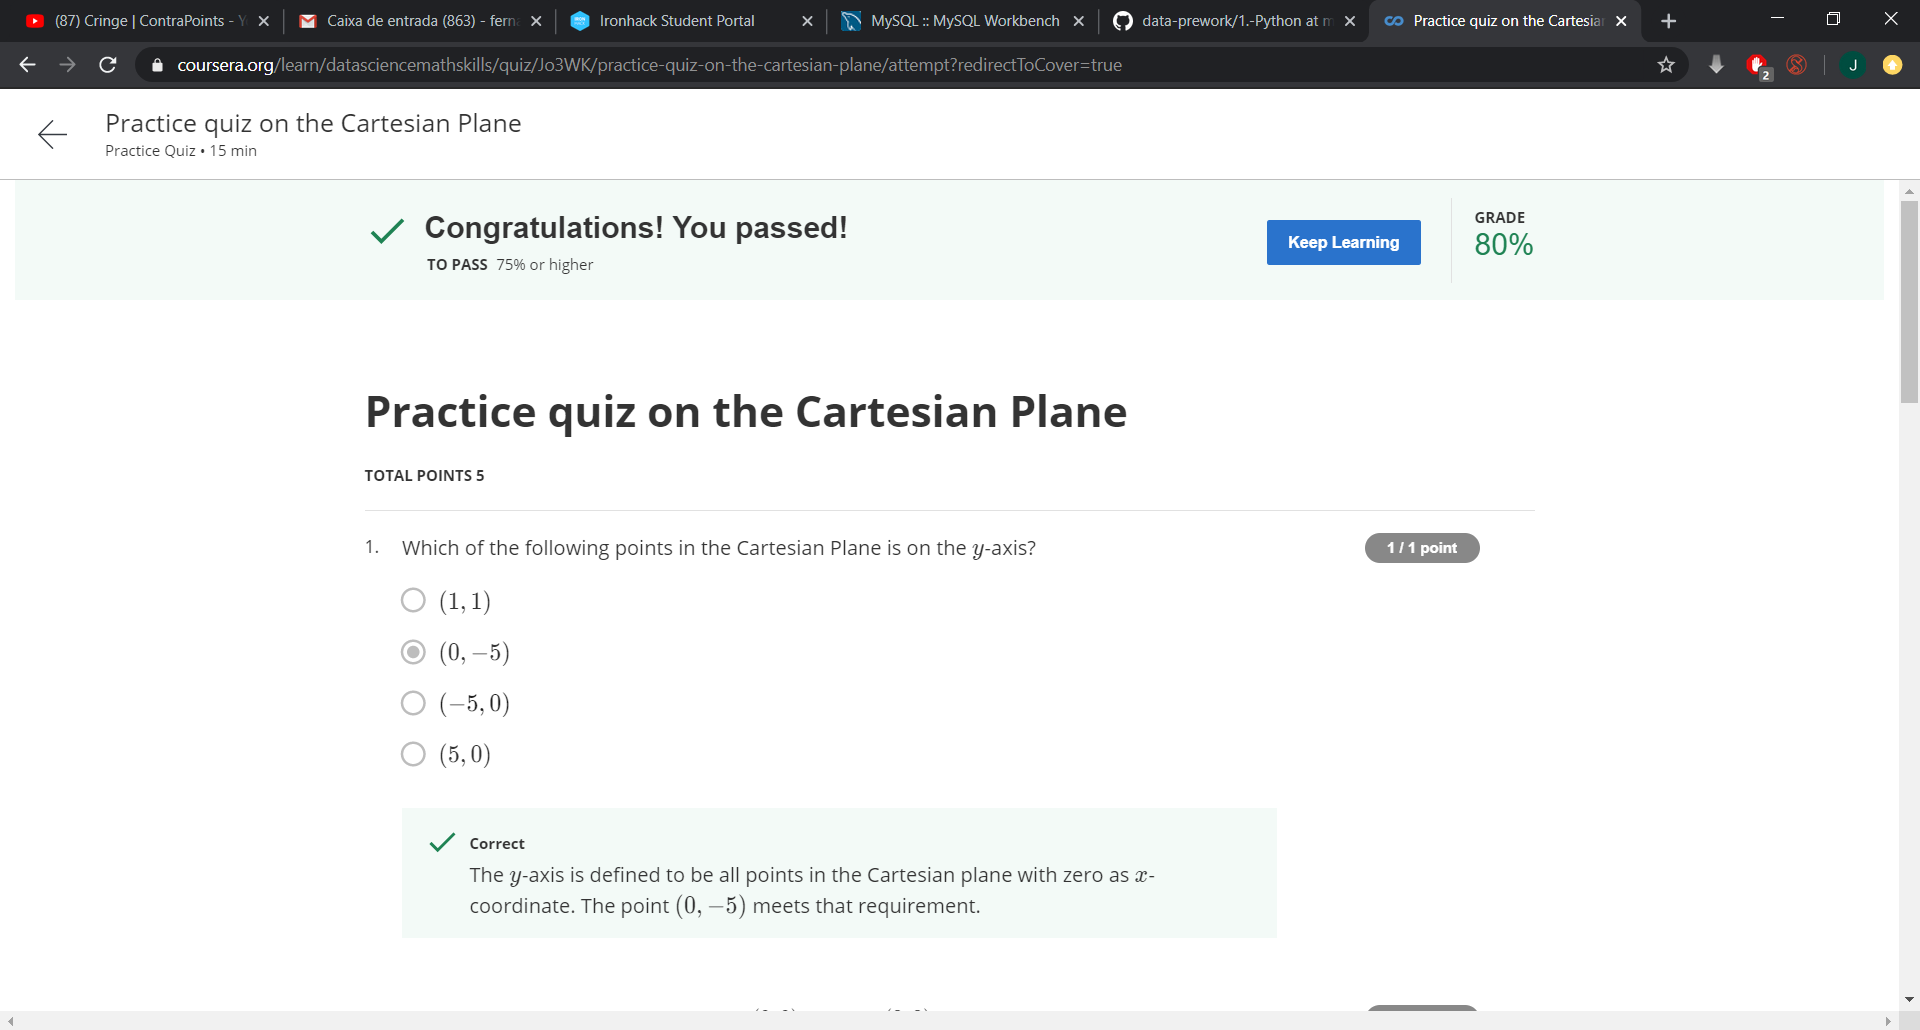 (87) Cringe | ContraPoints -
Caixa de entrada (863) - fern
Ironhack Student Portal
MySQL :: MySQL Workbench
data-prework/1.-Python at
Practice quiz on the Cartesian
coursera.org/learn/datasciencemathskills/quiz/Jo3WK/practice-quiz-on-the-cartesian-plane/attempt?redirectToCover=true
2
J
Practice quiz on the Cartesian Plane
Practice Quiz • 15 min
Congratulations! You passed!
TO PASS 75% or higher
Keep Learning
GRADE
80%
Practice quiz on the Cartesian Plane
TOTAL POINTS 5
1. Which of the following points in the Cartesian Plane is on the y-axis?
1 / 1 point
(1, 1)
(0, −5)
(−5, 0)
(5, 0)
Correct
The y-axis is defined to be all points in the Cartesian plane with zero as x-
coordinate. The point (0, −5) meets that requirement.